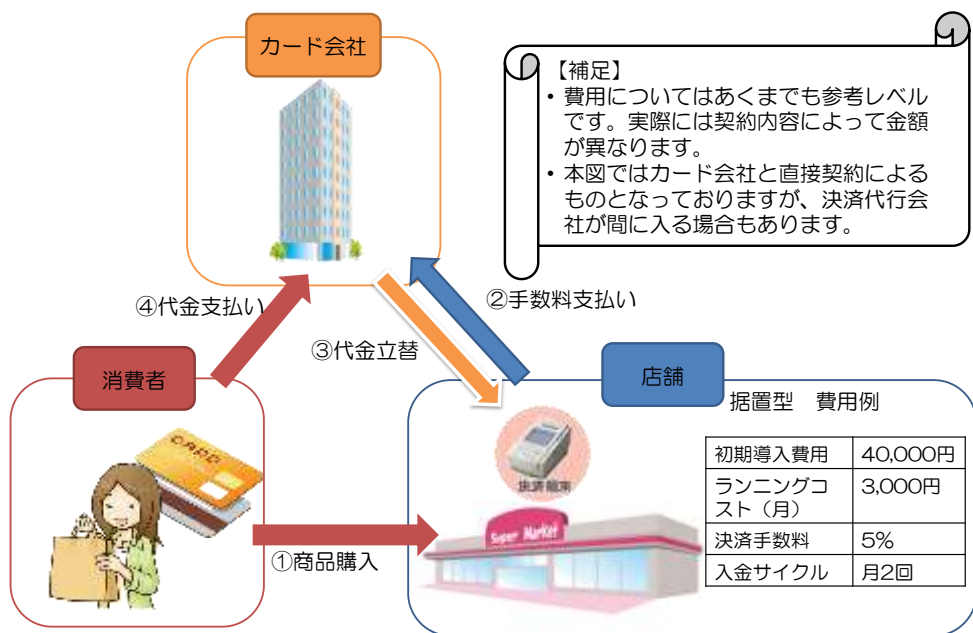 カード会社
【補足】
• 費用についてはあくまでも参考レベル
です。実際には契約内容によって金額
が異なります。
• 本図ではカード会社と直接契約による
ものとなっておりますが、決済代行会
社が間に入る場合もあります。
④代金支払い
②手数料支払い
③代金立替
消費者
店舗
据置型 費用例
CARD
決済端末
初期導入費用 40,000円
ランニングコ 3,000円
スト（月）
決済手数料 5%
入金サイクル 月2回
Super Market
①商品購入